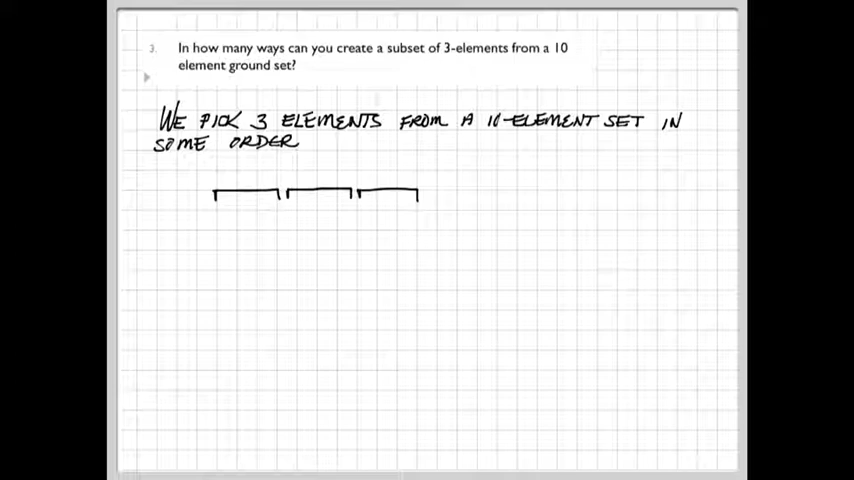 3. In how many ways can you create a subset of 3-elements from a 10
element ground set?
WE PICK 3 ELEMENTS FROM A 10-ELEMENT SET IN
SOME ORDER